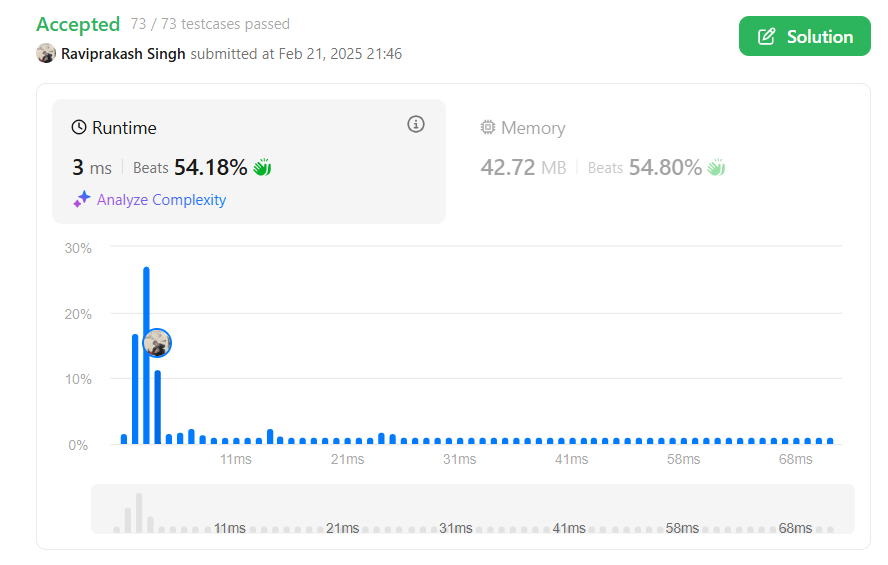 Accepted 73 / 73 testcases passed
Solution
Raviprakash Singh submitted at Feb 21, 2025 21:46
Runtime
Memory
3 ms Beats 54.18%
42.72 MB Beats 54.80%
Analyze Complexity
30%
20%
10%
0%
11ms 21ms 31ms 41ms 58ms 68ms
11ms 21ms 31ms 41ms 58ms 68ms